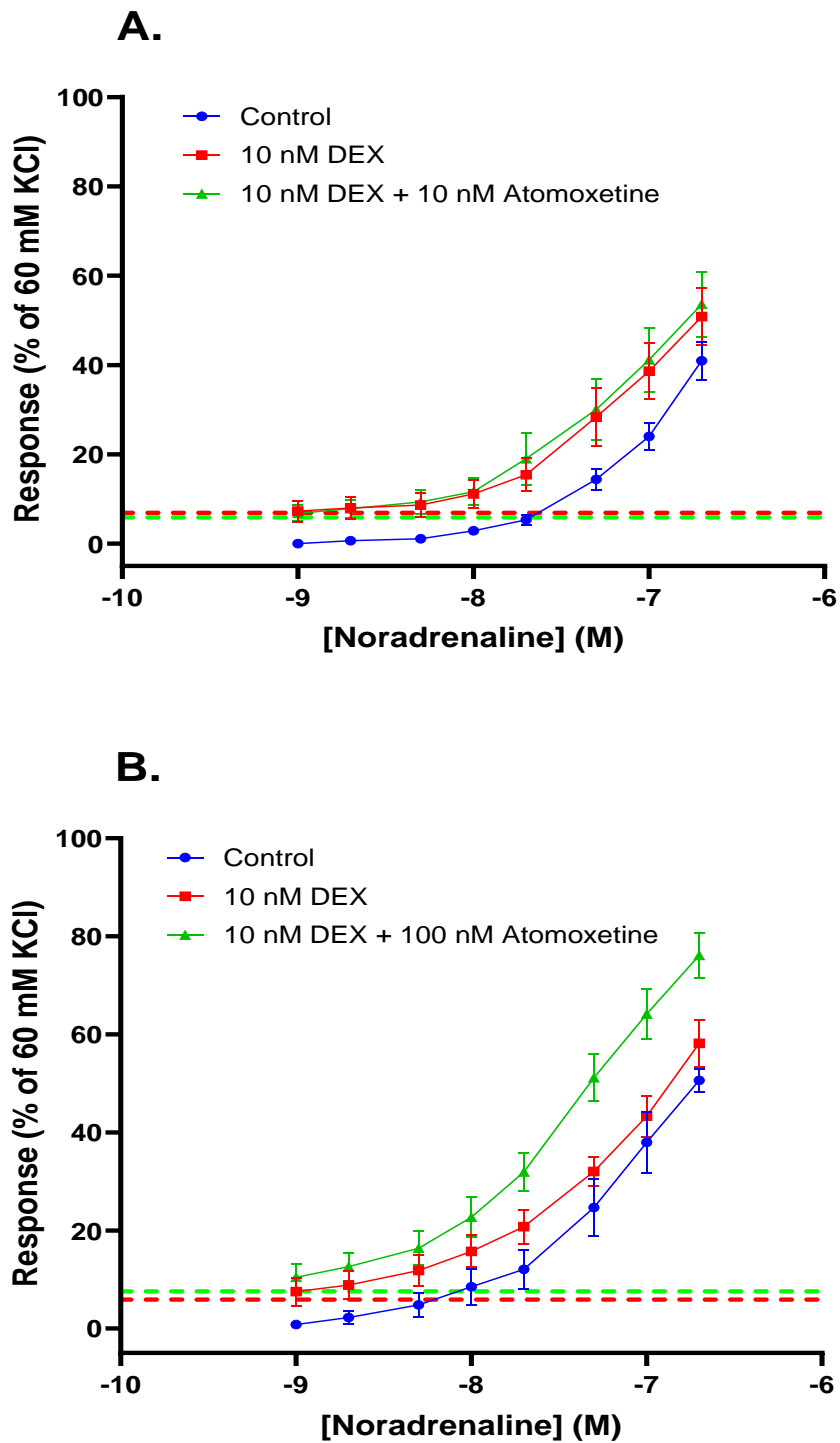 A.
Response (% of 60 mM KCl)
100
80
60
40
20
0
Control
10 nM DEX
10 nM DEX + 10 nM Atomoxetine
-10
-9
-8
-7
-6
[Noradrenaline] (M)
B.
Response (% of 60 mM KCl)
100
80
60
40
20
0
Control
10 nM DEX
10 nM DEX + 100 nM Atomoxetine
-10
-9
-8
-7
-6
[Noradrenaline] (M)